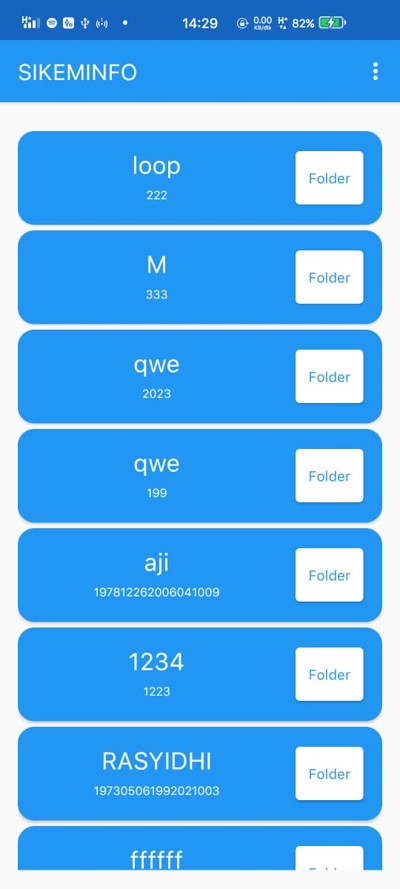 14:29 0.00 KB/dtk H+ 82%
SIKEMINFO
loop
222
Folder
M
333
Folder
qwe
2023
Folder
qwe
199
Folder
aji
197812262006041009
Folder
1234
1223
Folder
RASYIDHI
197305061992021003
Folder
ffffff
Folder